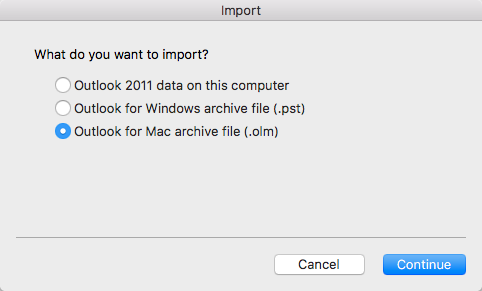 Import
What do you want to import?
Outlook 2011 data on this computer
Outlook for Windows archive file (.pst)
Outlook for Mac archive file (.olm)
Cancel Continue